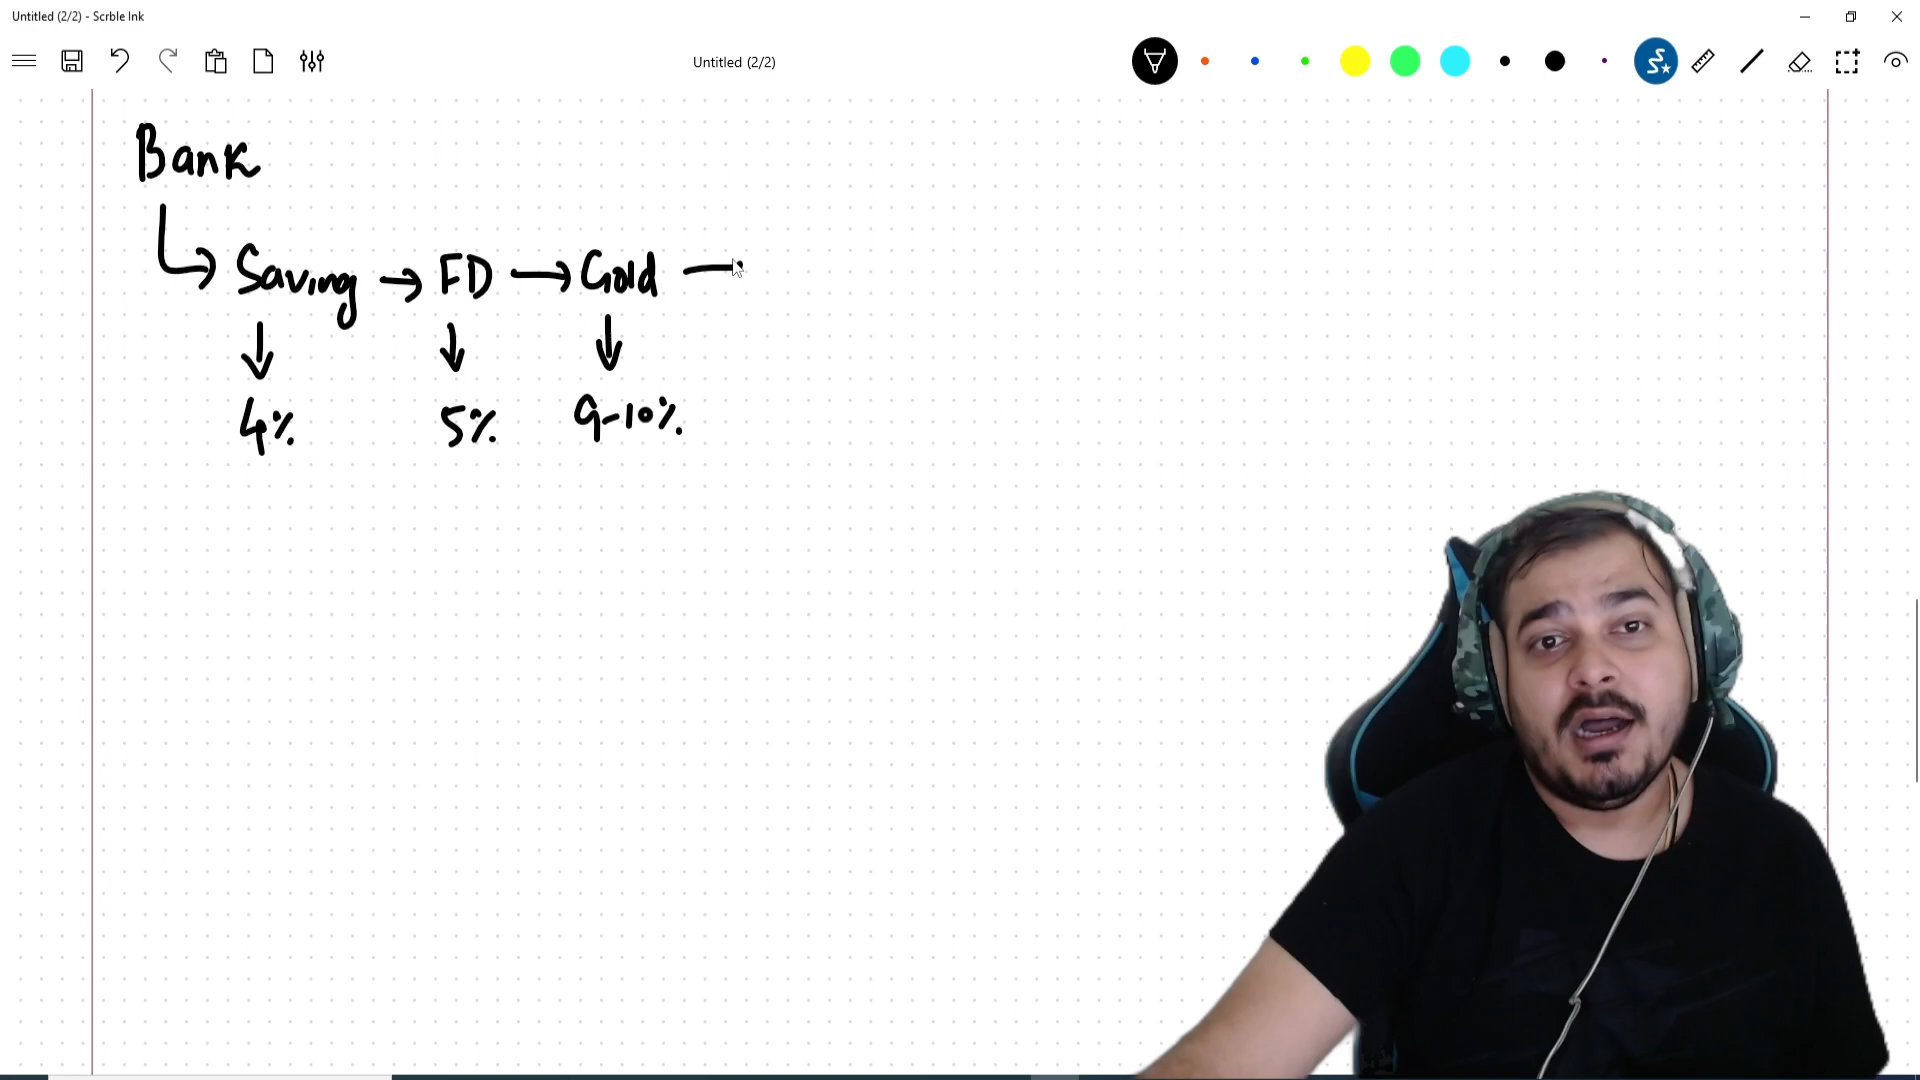 Untitled (2/2) - Scrble Ink
Untitled (2/2)
Bank
Saving → FD → Gold —
4% 5% 9-10%